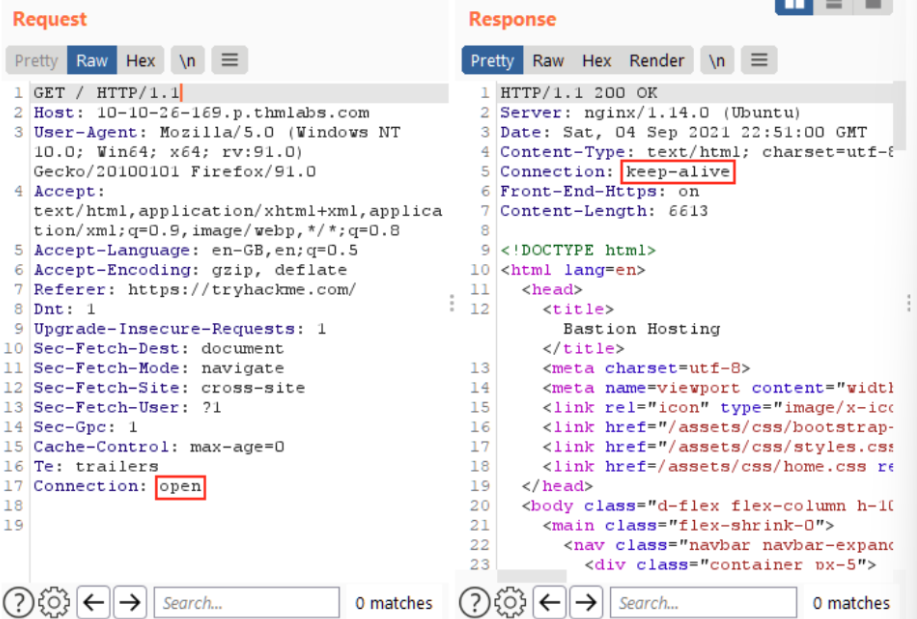 Request
Pretty Raw Hex \n
1 GET / HTTP/1.1
2 Host: 10-10-26-169.p.thmlabs.com
3 User-Agent: Mozilla/5.0 (Windows NT
10.0; Win64; x64; rv:91.0)
Gecko/20100101 Firefox/91.0
4 Accept:
text/html,application/xhtml+xml,applica
tion/xml;q=0.9,image/webp,*/*;q=0.8
5 Accept-Language: en-GB,en;q=0.5
6 Accept-Encoding: gzip, deflate
7 Referer: https://tryhackme.com/
8 Dnt: 1
9 Upgrade-Insecure-Requests: 1
10 Sec-Fetch-Dest: document
11 Sec-Fetch-Mode: navigate
12 Sec-Fetch-Site: cross-site
13 Sec-Fetch-User: ?1
14 Sec-Gpc: 1
15 Cache-Control: max-age=0
16 Te: trailers
17 Connection: open
18
19
Search... 0 matches
Response
Pretty Raw Hex Render \n
1 HTTP/1.1 200 OK
2 Server: nginx/1.14.0 (Ubuntu)
3 Date: Sat, 04 Sep 2021 22:51:00 GMT
4 Content-Type: text/html; charset=utf-8
5 Connection: keep-alive
6 Front-End-Https: on
7 Content-Length: 6613
8
9 <!DOCTYPE html>
10 <html lang=en>
11 <head>
12 <title>
Bastion Hosting
</title>
13 <meta charset=utf-8>
14 <meta name=viewport content="width
15 <link rel="icon" type="image/x-ico
16 <link href="/assets/css/bootstrap-
17 <link href="/assets/css/styles.css
18 <link href=/assets/css/home.css re
19 </head>
20 <body class="d-flex flex-column h-10
21 <main class="flex-shrink-0">
22 <nav class="navbar navbar-expand
23 <div class="container px-5">
Search... 0 matches